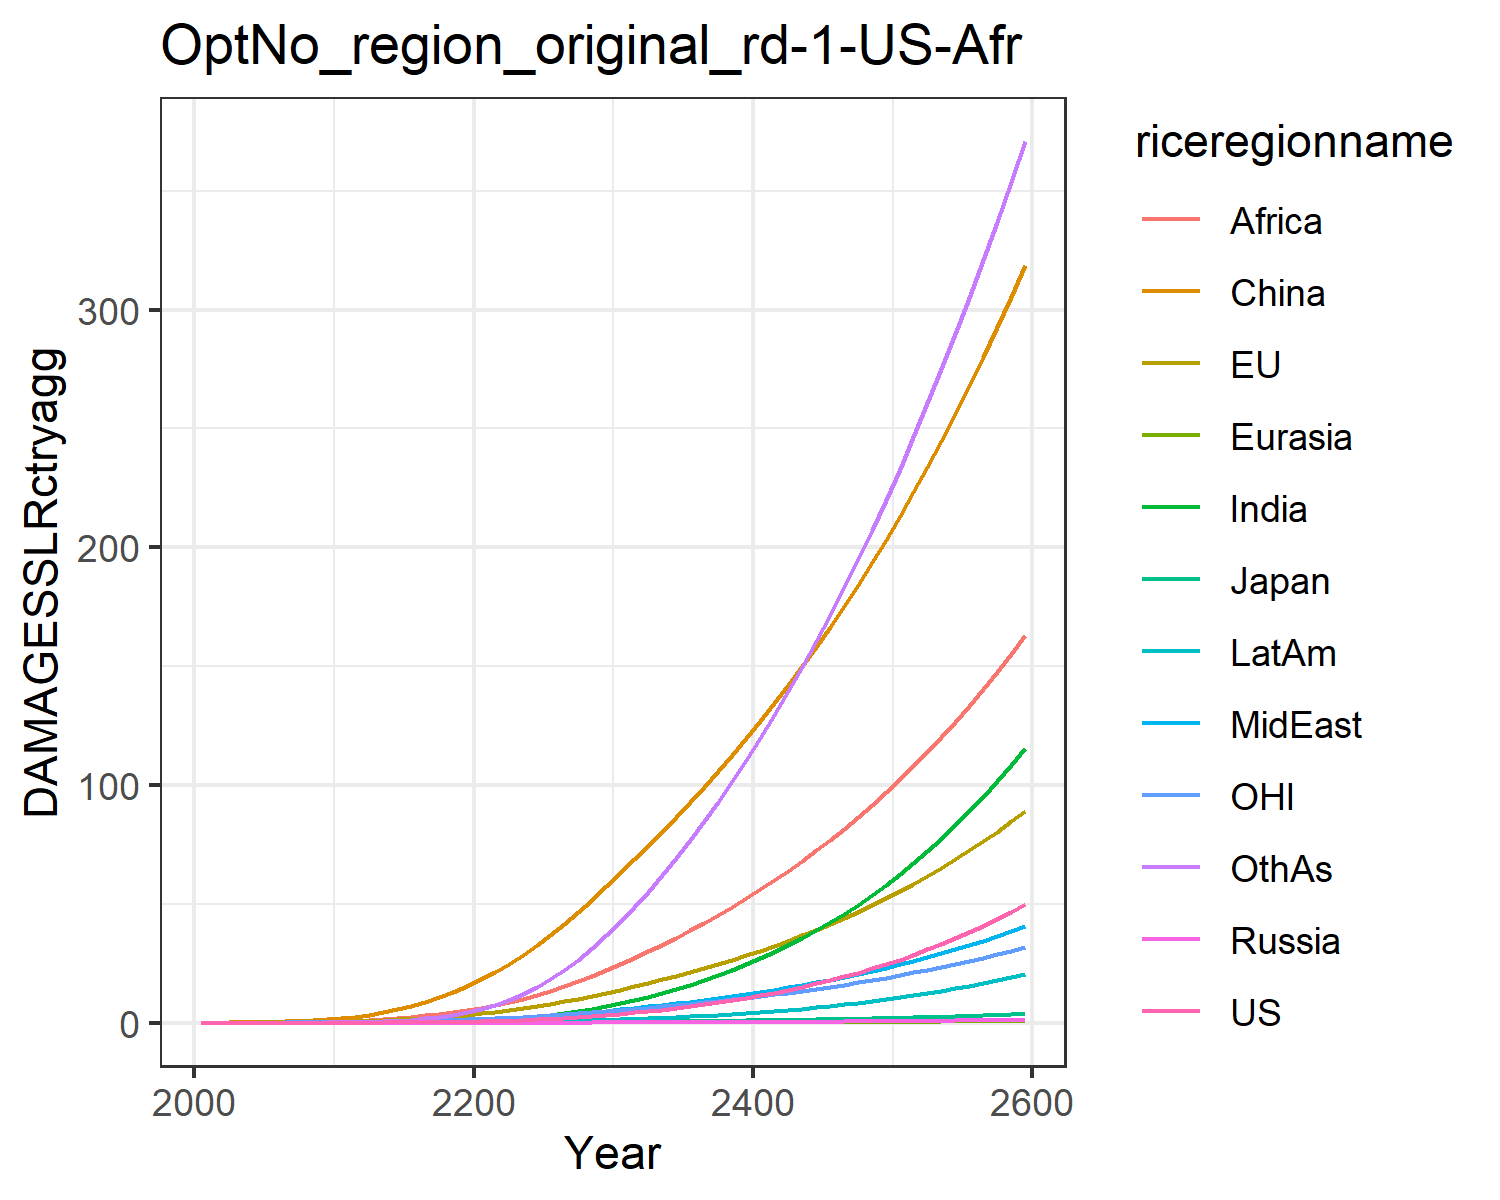 OptNo_region_original_rd-1-US-Afr
DAMAGESSLRctryagg
300
200
100
0
2000
2200
2400
2600
Year
riceregionname
Africa
China
EU
Eurasia
India
Japan
LatAm
MidEast
OHI
OthAs
Russia
US